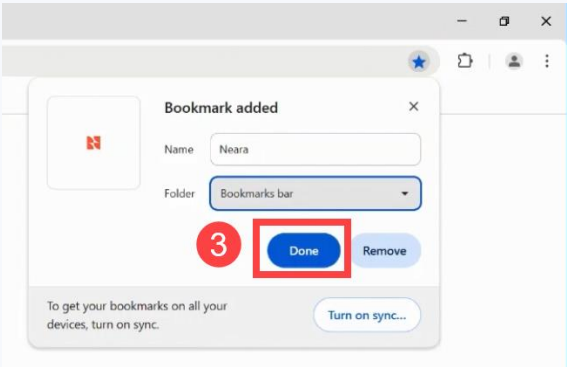 Bookmark added
Name Neara
Folder Bookmarks bar
3 Done Remove
To get your bookmarks on all your
devices, turn on sync.
Turn on sync...